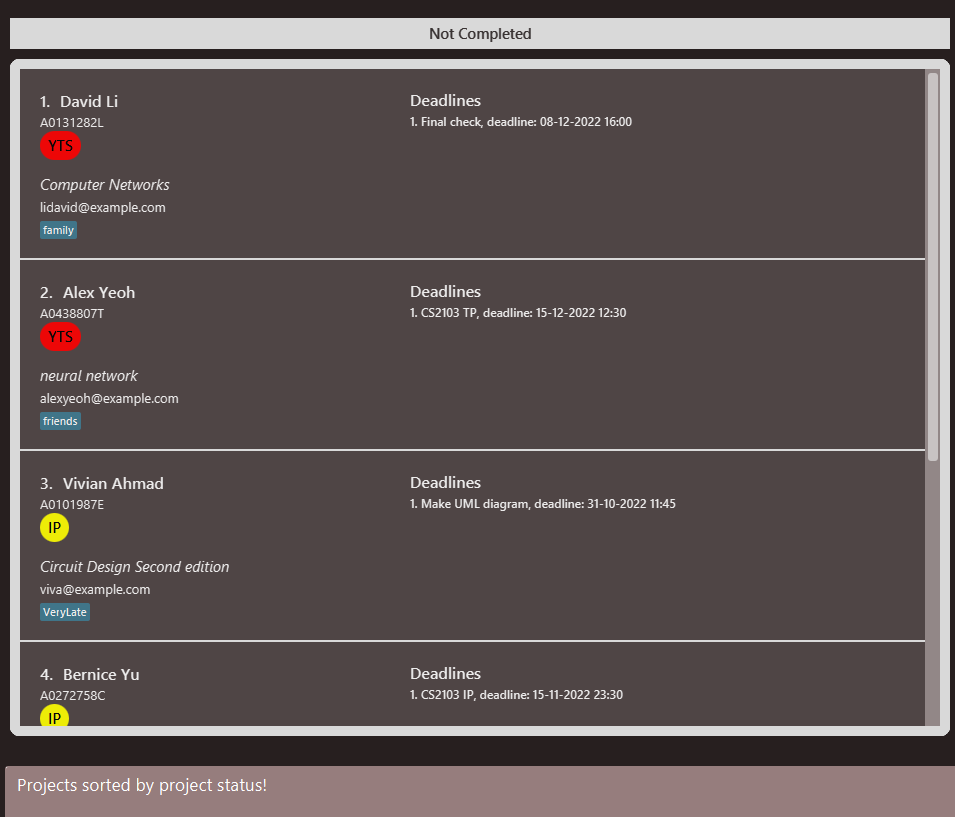 Not Completed
1. David Li
A0131282L
YTS
Computer Networks
lidavid@example.com
family
Deadlines
1. Final check, deadline: 08-12-2022 16:00
2. Alex Yeoh
A0438807T
YTS
neural network
alexyeoh@example.com
friends
Deadlines
1. CS2103 TP, deadline: 15-12-2022 12:30
3. Vivian Ahmad
A0101987E
IP
Circuit Design Second edition
viva@example.com
VeryLate
Deadlines
1. Make UML diagram, deadline: 31-10-2022 11:45
4. Bernice Yu
A0272758C
IP
Deadlines
1. CS2103 IP, deadline: 15-11-2022 23:30
Projects sorted by project status!